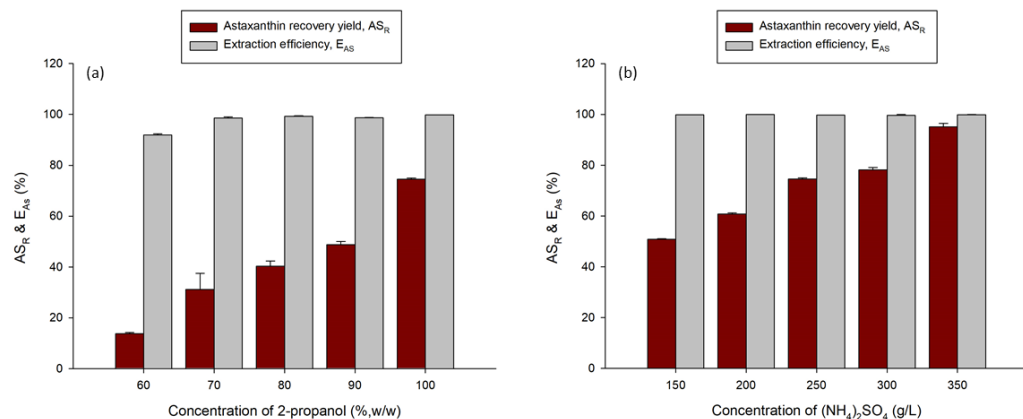 Astaxanthin recovery yield, AS_R
Extraction efficiency, E_AS
(a)
120
100
80
60
40
20
0
AS_R & E_As (%)
60 70 80 90 100
Concentration of 2-propanol (%,w/w)
Astaxanthin recovery yield, AS_R
Extraction efficiency, E_AS
(b)
120
100
80
60
40
20
0
AS_R & E_As (%)
150 200 250 300 350
Concentration of (NH_4)_2SO_4 (g/L)